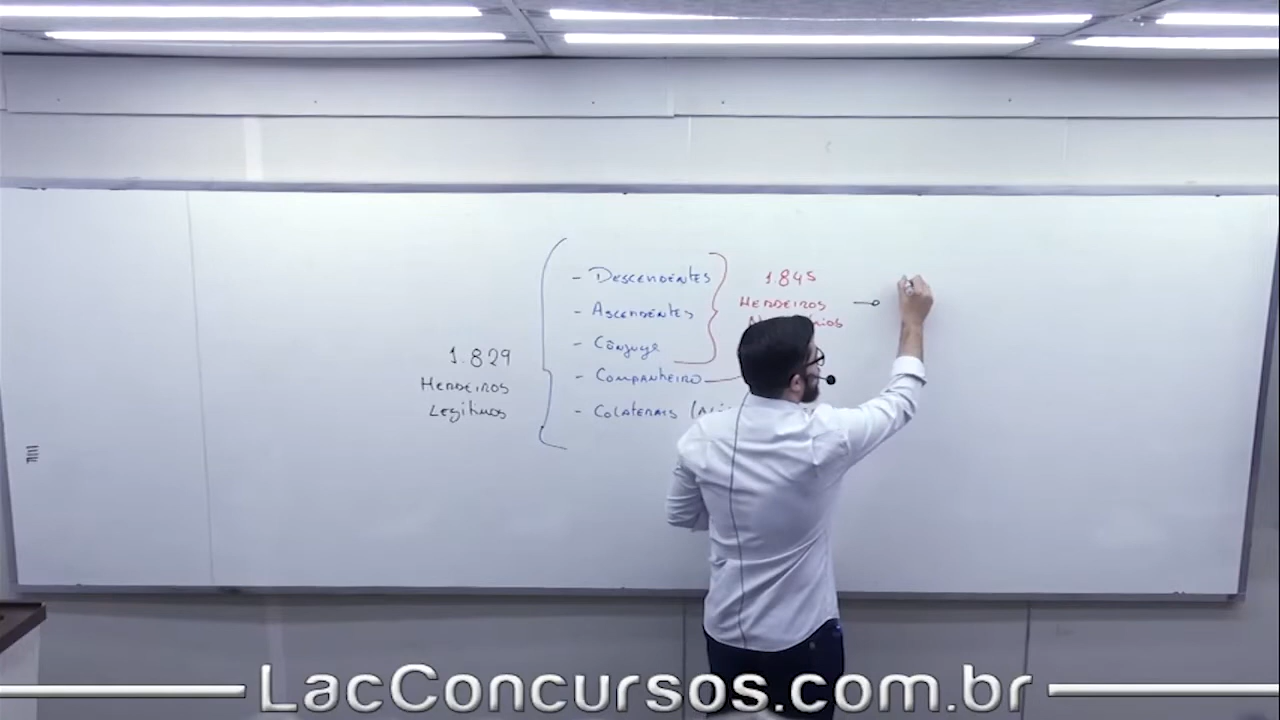 - DESCENDENTES
- ASCENDENTES
- Cônjuge
- COMPANHEIRO
- COLATERAIS
1.829
HERDEIROS
Legítimos
1.845
HERDEIROS
LacConcursos.com.br